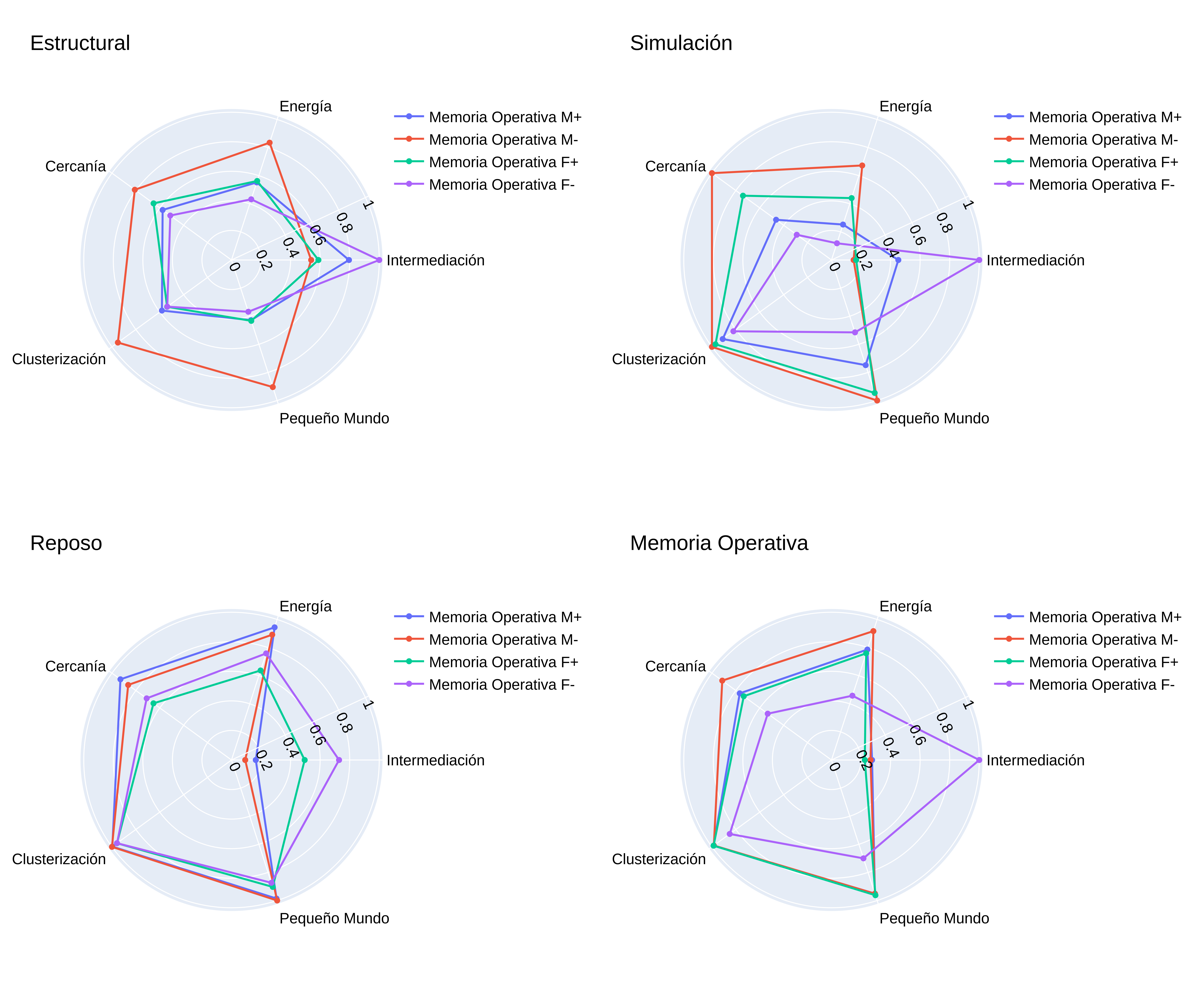 Estructural
Energía
Cercanía
Clusterización
Pequeño Mundo
Intermediación
0
0.2
0.4
0.6
0.8
1
Memoria Operativa M+
Memoria Operativa M-
Memoria Operativa F+
Memoria Operativa F-
Simulación
Energía
Cercanía
Clusterización
Pequeño Mundo
Intermediación
0
0.2
0.4
0.6
0.8
1
Memoria Operativa M+
Memoria Operativa M-
Memoria Operativa F+
Memoria Operativa F-
Reposo
Energía
Cercanía
Clusterización
Pequeño Mundo
Intermediación
0
0.2
0.4
0.6
0.8
1
Memoria Operativa M+
Memoria Operativa M-
Memoria Operativa F+
Memoria Operativa F-
Memoria Operativa
Energía
Cercanía
Clusterización
Pequeño Mundo
Intermediación
0
0.2
0.4
0.6
0.8
1
Memoria Operativa M+
Memoria Operativa M-
Memoria Operativa F+
Memoria Operativa F-